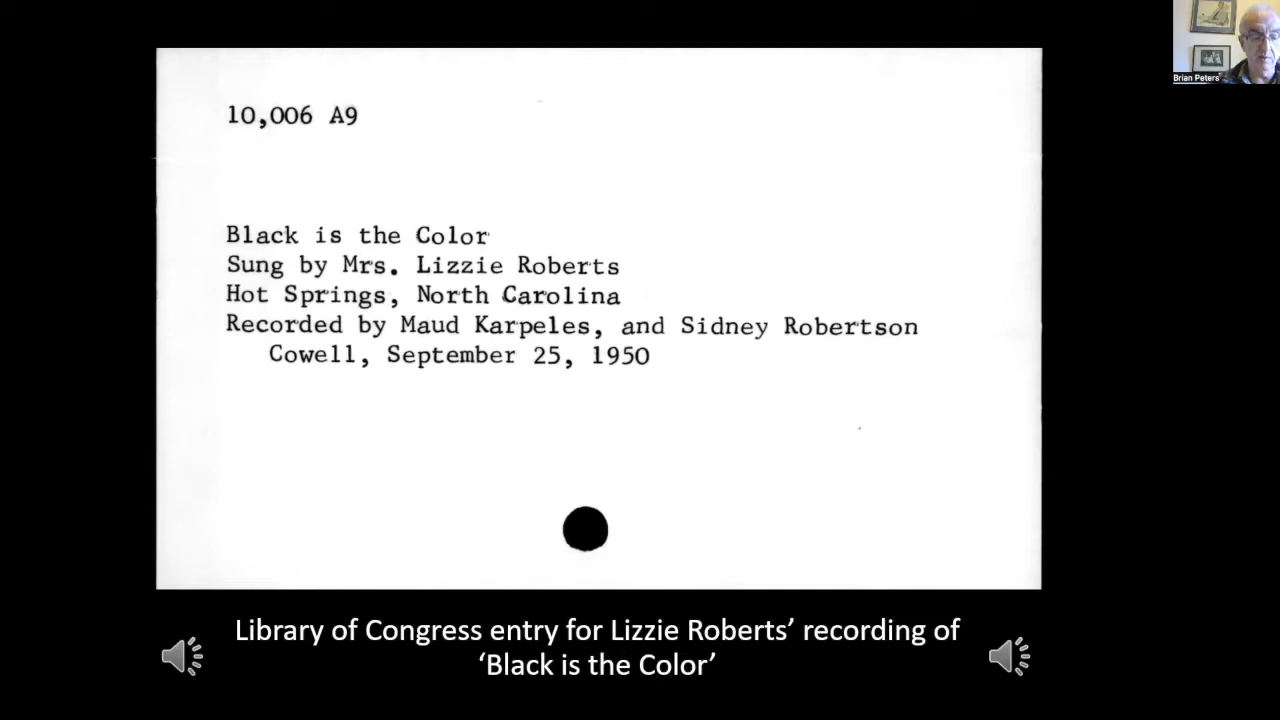 10,006 A9
Black is the Color
Sung by Mrs. Lizzie Roberts
Hot Springs, North Carolina
Recorded by Maud Karpeles, and Sidney Robertson
Cowell, September 25, 1950
Library of Congress entry for Lizzie Roberts’ recording of
‘Black is the Color’
Brian Peters